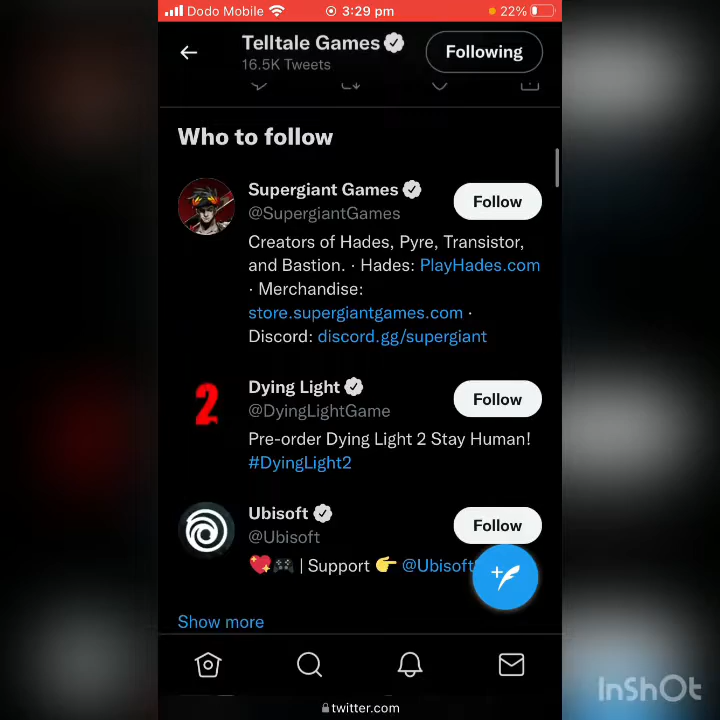 Dodo Mobile 3:29 pm 22%
Telltale Games
16.5K Tweets
Following
Who to follow
Supergiant Games
@SupergiantGames
Follow
Creators of Hades, Pyre, Transistor,
and Bastion. · Hades: PlayHades.com
· Merchandise:
store.supergiantgames.com ·
Discord: discord.gg/supergiant
2
Dying Light
@DyingLightGame
Follow
Pre-order Dying Light 2 Stay Human!
#DyingLight2
Ubisoft
@Ubisoft
Follow
💖🎮 | Support 👉 @Ubisoft
Show more
twitter.com
InShOt